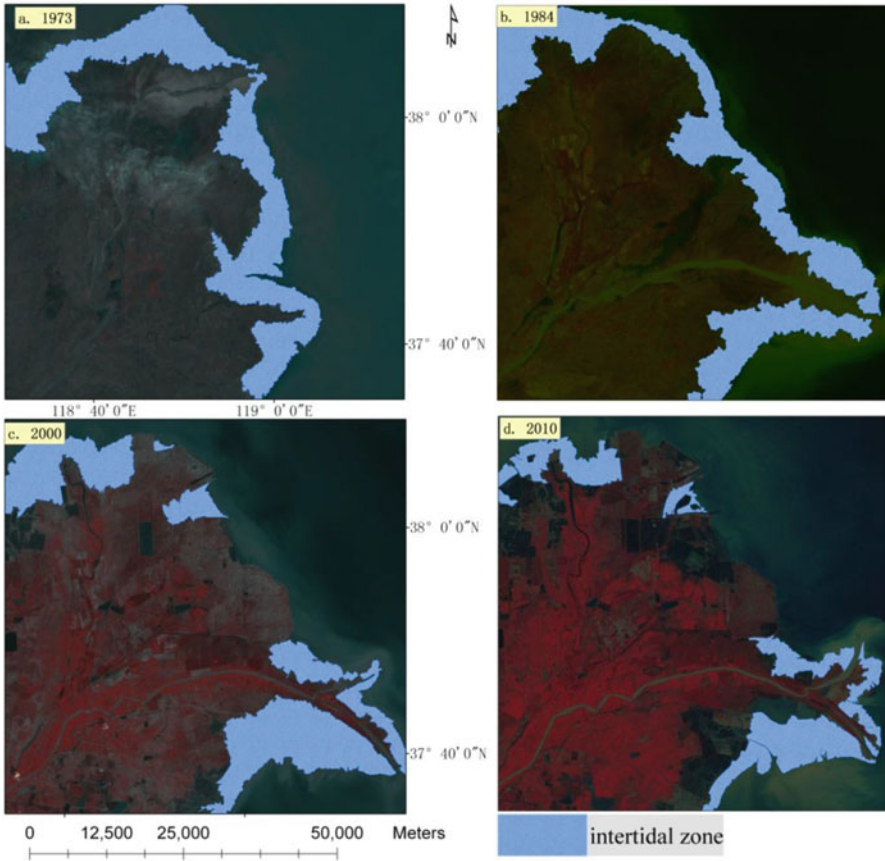 a. 1973
N
b. 1984
38° 0'0"N
37° 40'0"N
118° 40'0"E
119° 0'0"E
c. 2000
d. 2010
38° 0'0"N
37° 40'0"N
0 12,500 25,000 50,000 Meters
intertidal zone